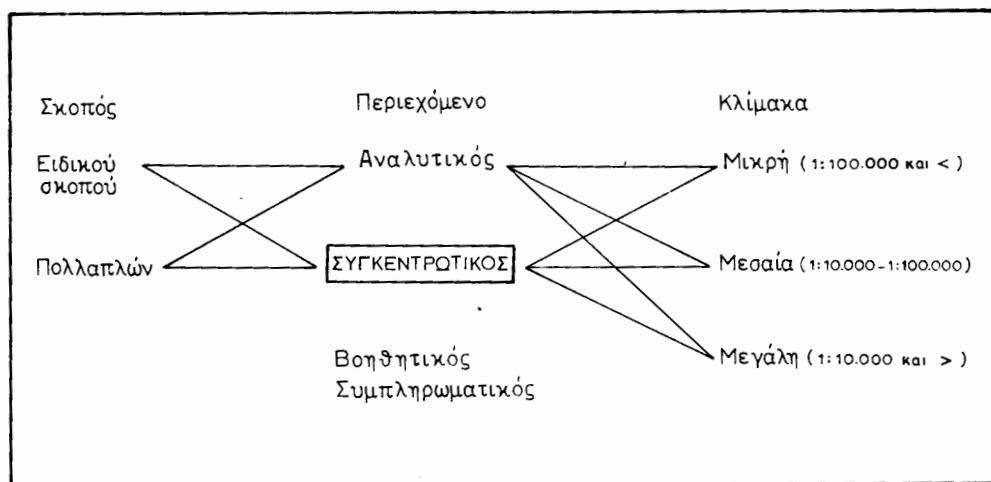 Σκοπός
Περιεχόμενο
Κλίμακα
Ειδικού
σκοπού
Αναλυτικός
Μικρή (1:100.000 και <)
Πολλαπλών
ΣΥΓΚΕΝΤΡΩΤΙΚΟΣ
Μεσαία (1:10.000-1:100.000)
Βοηθητικός
Συμπληρωματικός
Μεγάλη (1:10.000 και >)